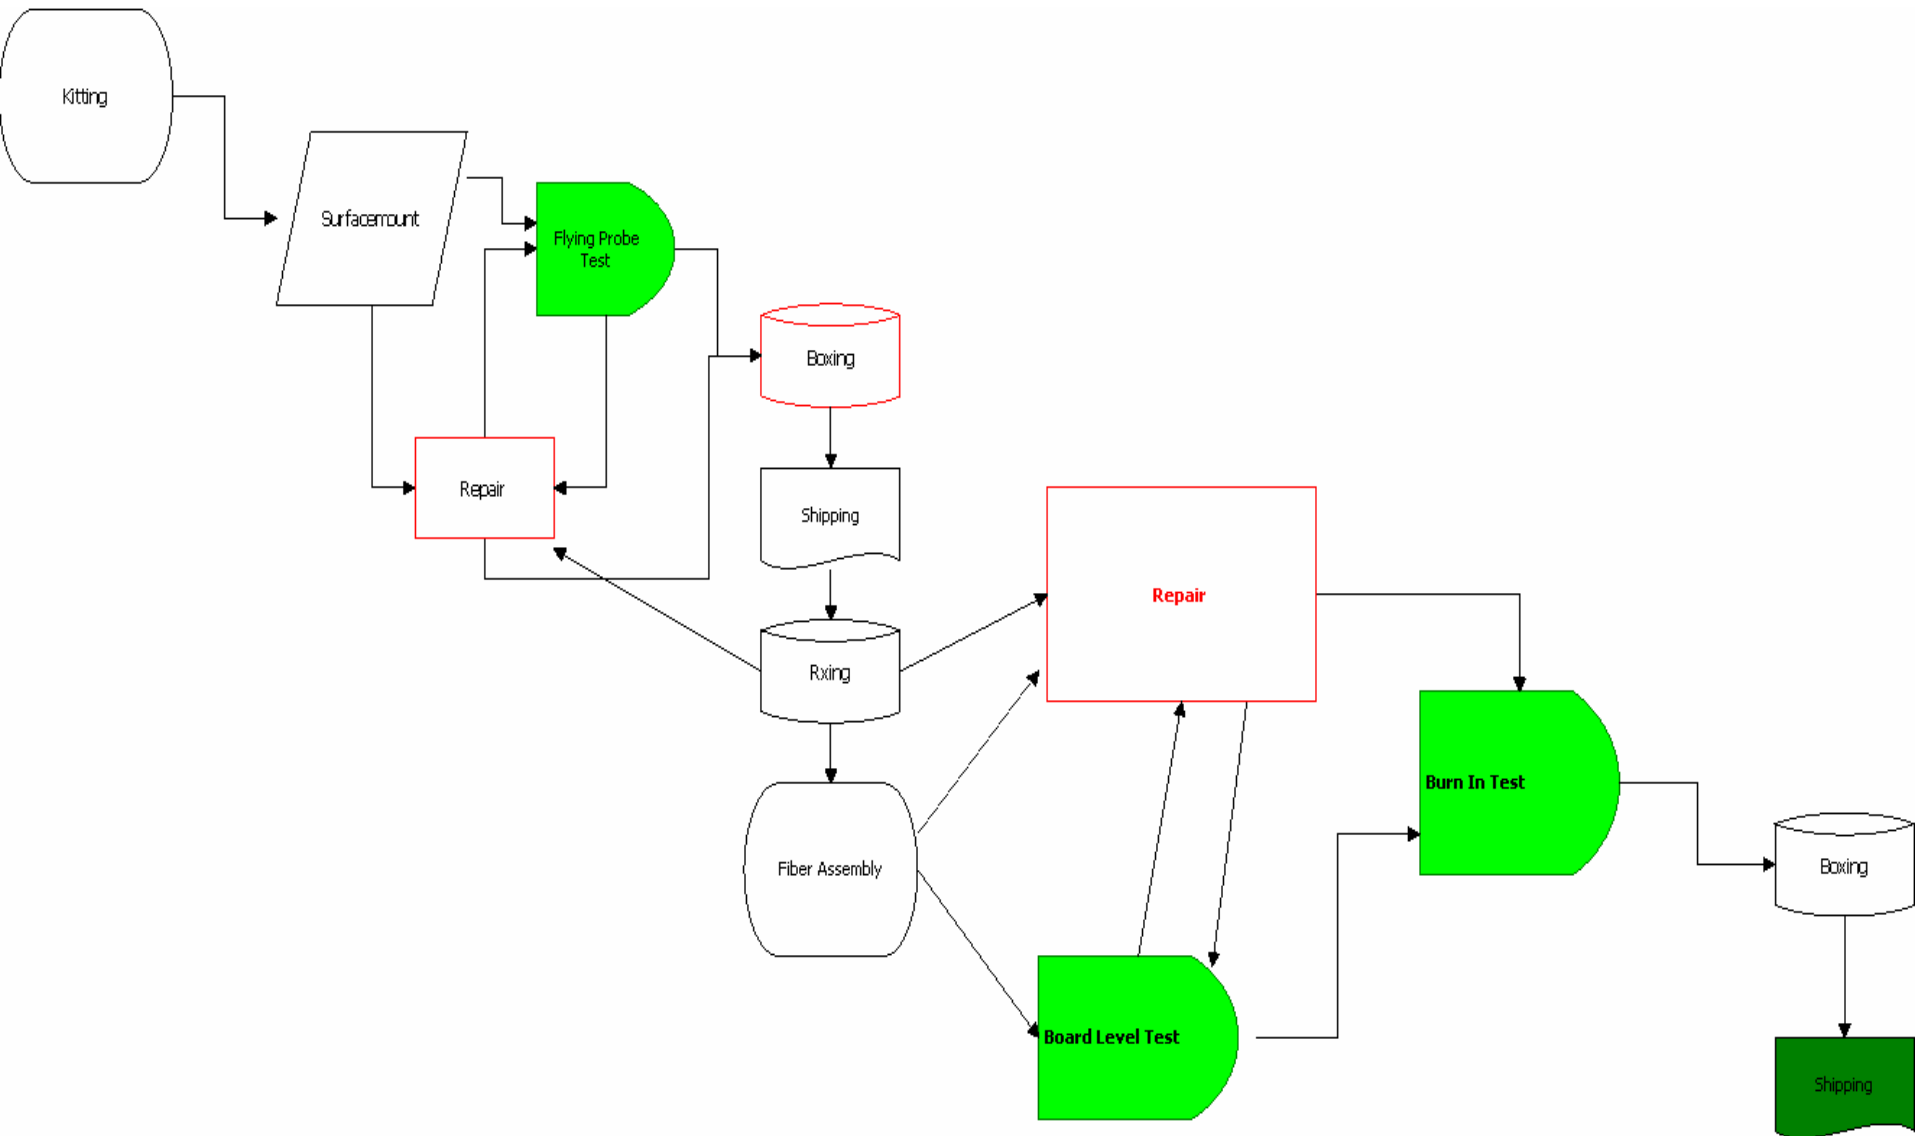 Kitting
Surfacemount
Flying Probe
Test
Boxing
Repair
Shipping
Repair
Rxing
Burn In Test
Fiber Assembly
Boxing
Board Level Test
Shipping